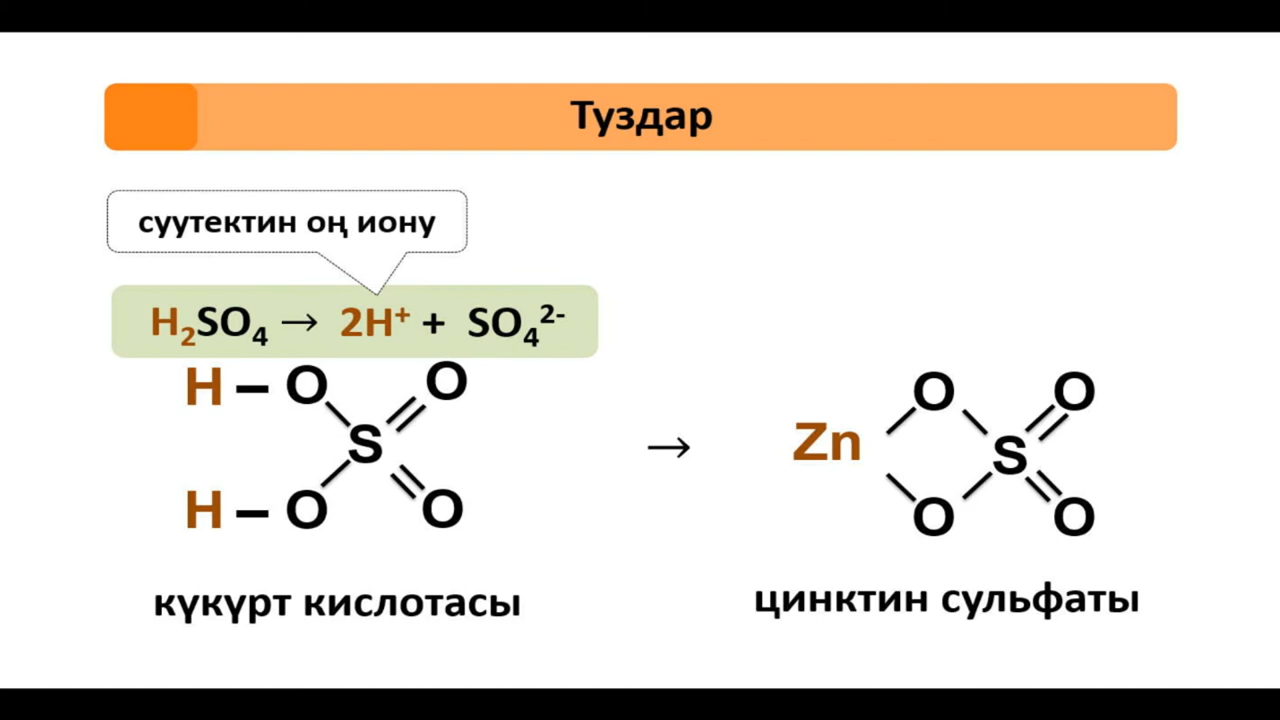 Туздар
суутектин оң иону
H₂SO₄ → 2H⁺ + SO₄²⁻
H – O O
S
H – O O
→
Zn
O O
S
O O
күкүрт кислотасы
цинктин сульфаты